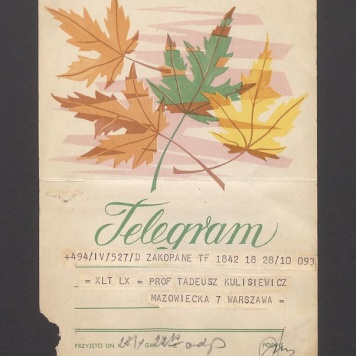 Telegram
+494/IV/527/D ZAKOPANE TF 1842 18 28/10 093
= XLT LX = PROF TADEUSZ KULISIEWICZ
MAZOWIECKA 7 WARSZAWA =
PRZYJĘTO DN. 28/X